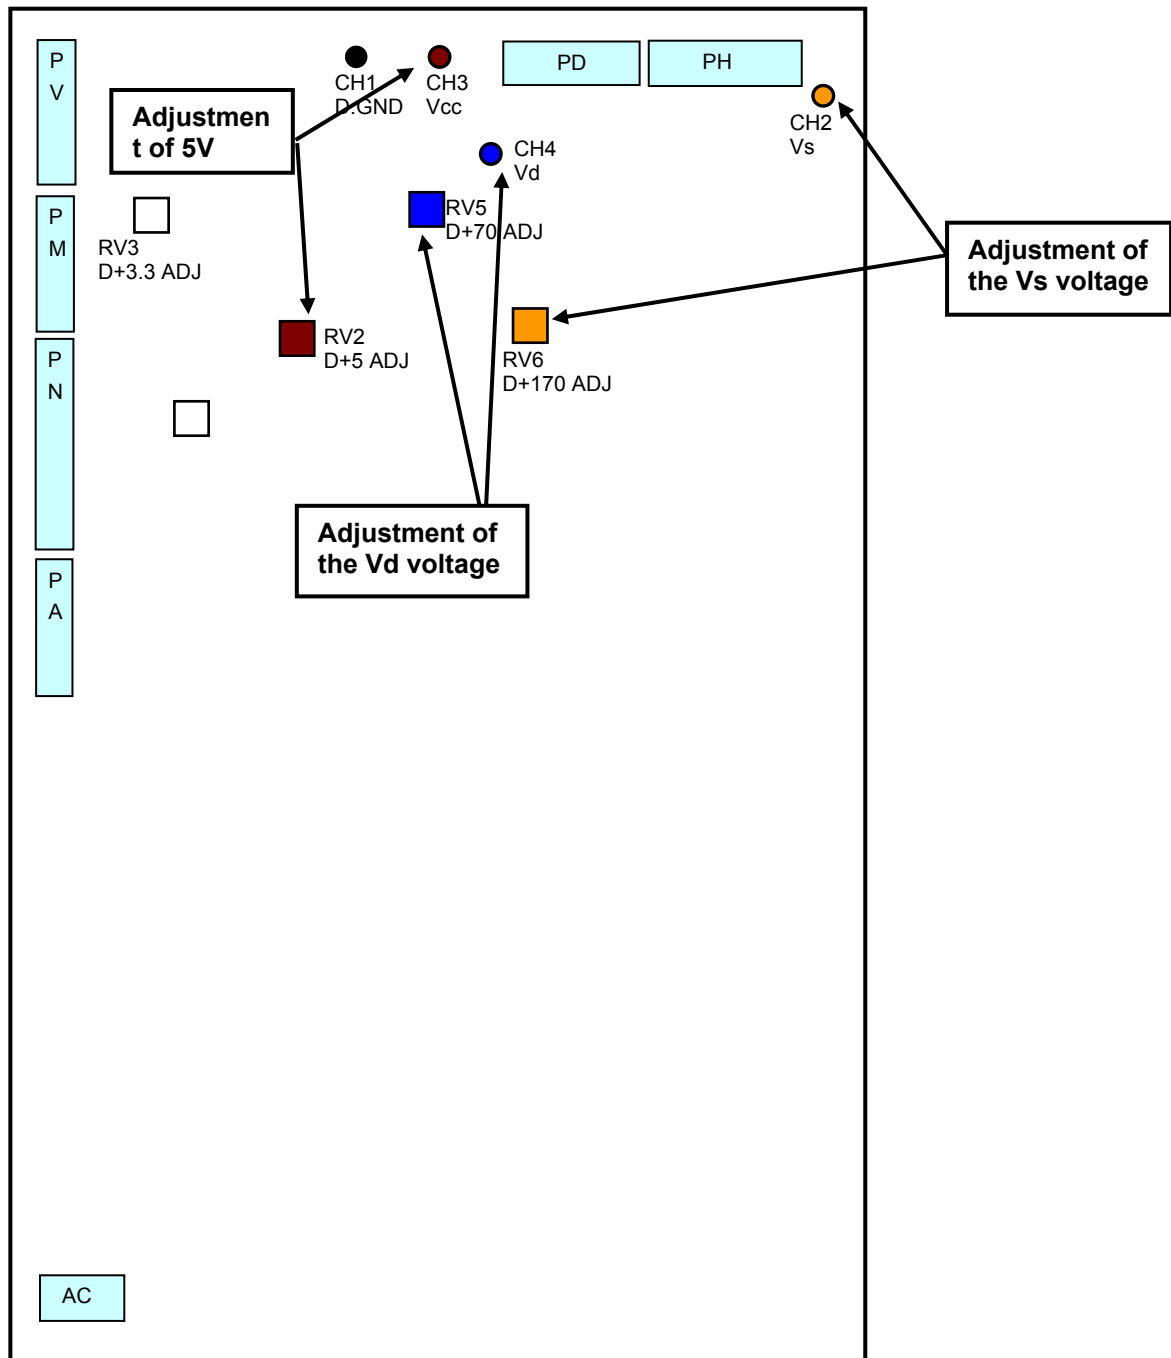 P
V
CH1
D.GND
CH3
Vcc
PD
PH
CH2
Vs
Adjustmen
t of 5V
CH4
Vd
P
M
RV3
D+3.3 ADJ
RV5
D+70 ADJ
Adjustment of
the Vs voltage
RV2
D+5 ADJ
RV6
D+170 ADJ
P
N
Adjustment of
the Vd voltage
P
A
AC